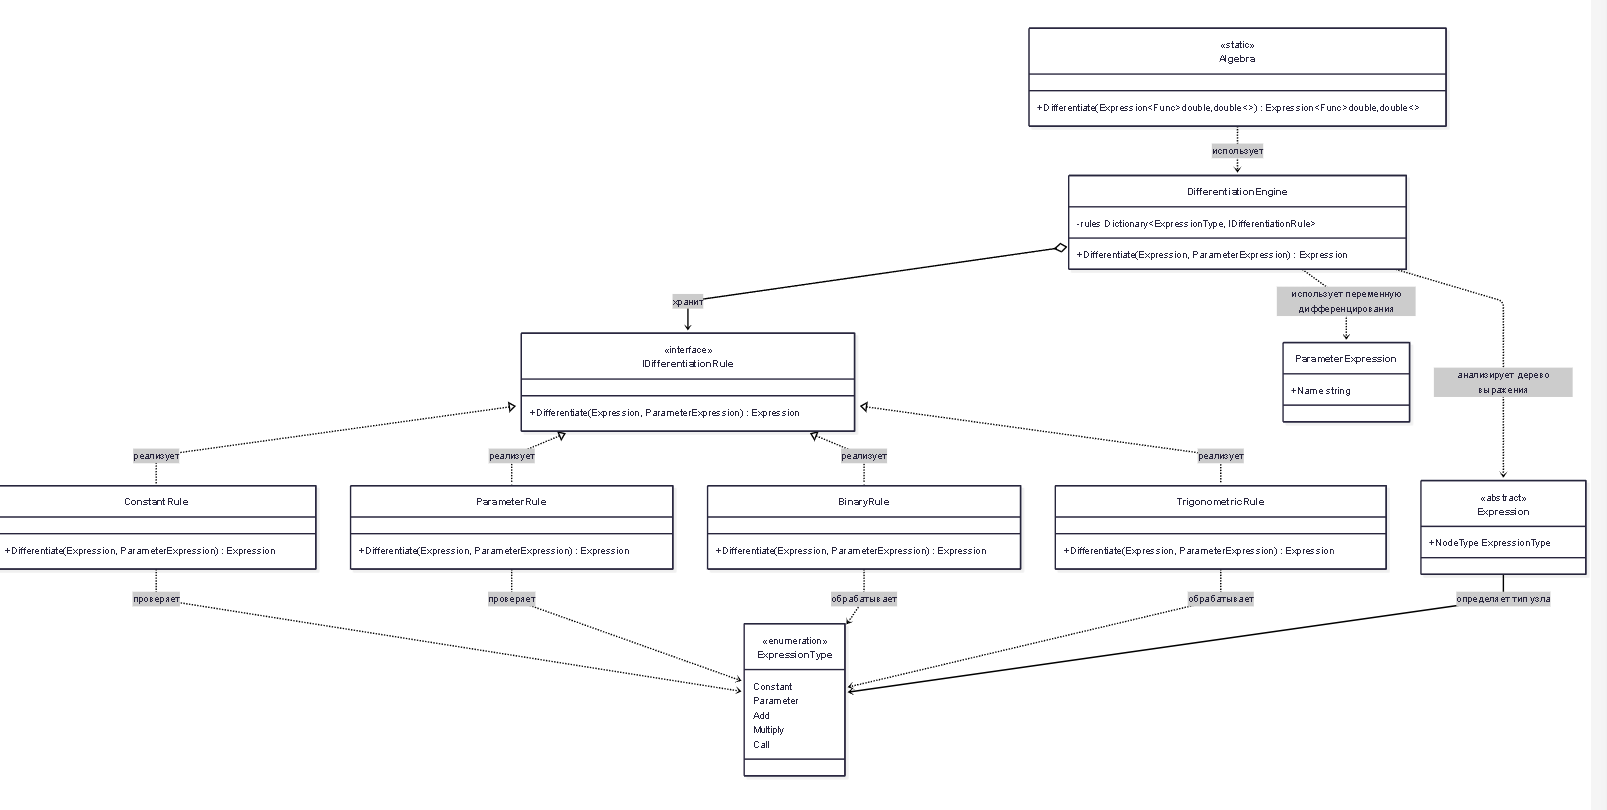 «static»
Algebra
+Differentiate(Expression<Func>double,double<>) : Expression<Func>double,double<>
использует
DifferentiationEngine
-rules Dictionary<ExpressionType, IDifferentiationRule>
+Differentiate(Expression, ParameterExpression) : Expression
хранит
использует переменную
дифференцирования
«interface»
IDifferentiationRule
+Differentiate(Expression, ParameterExpression) : Expression
ParameterExpression
+Name string
анализирует дерево
выражения
реализует
реализует
реализует
реализует
ConstantRule
+Differentiate(Expression, ParameterExpression) : Expression
ParameterRule
+Differentiate(Expression, ParameterExpression) : Expression
BinaryRule
+Differentiate(Expression, ParameterExpression) : Expression
TrigonometricRule
+Differentiate(Expression, ParameterExpression) : Expression
«abstract»
Expression
+NodeType ExpressionType
проверяет
проверяет
обрабатывает
обрабатывает
определяет тип узла
«enumeration»
ExpressionType
Constant
Parameter
Add
Multiply
Call